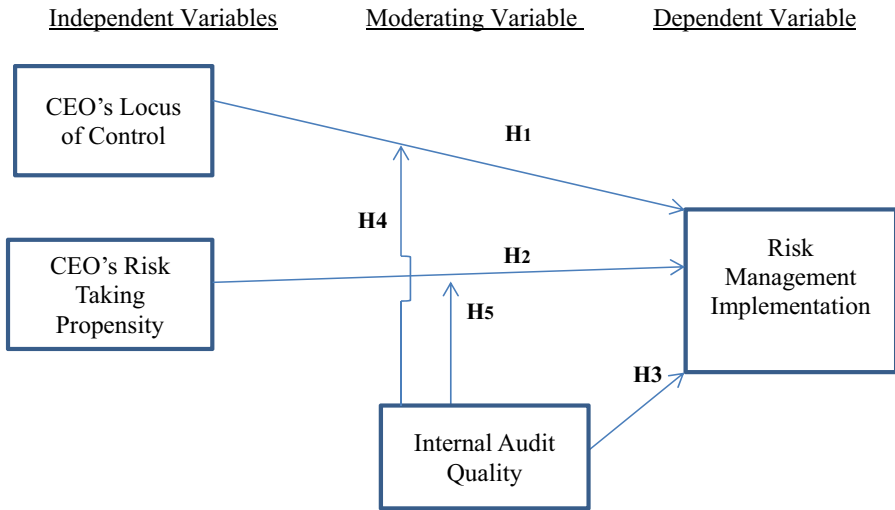 Independent Variables
Moderating Variable
Dependent Variable
CEO’s Locus
of Control
H1
H4
CEO’s Risk
Taking
Propensity
H2
Risk
Management
Implementation
H5
H3
Internal Audit
Quality